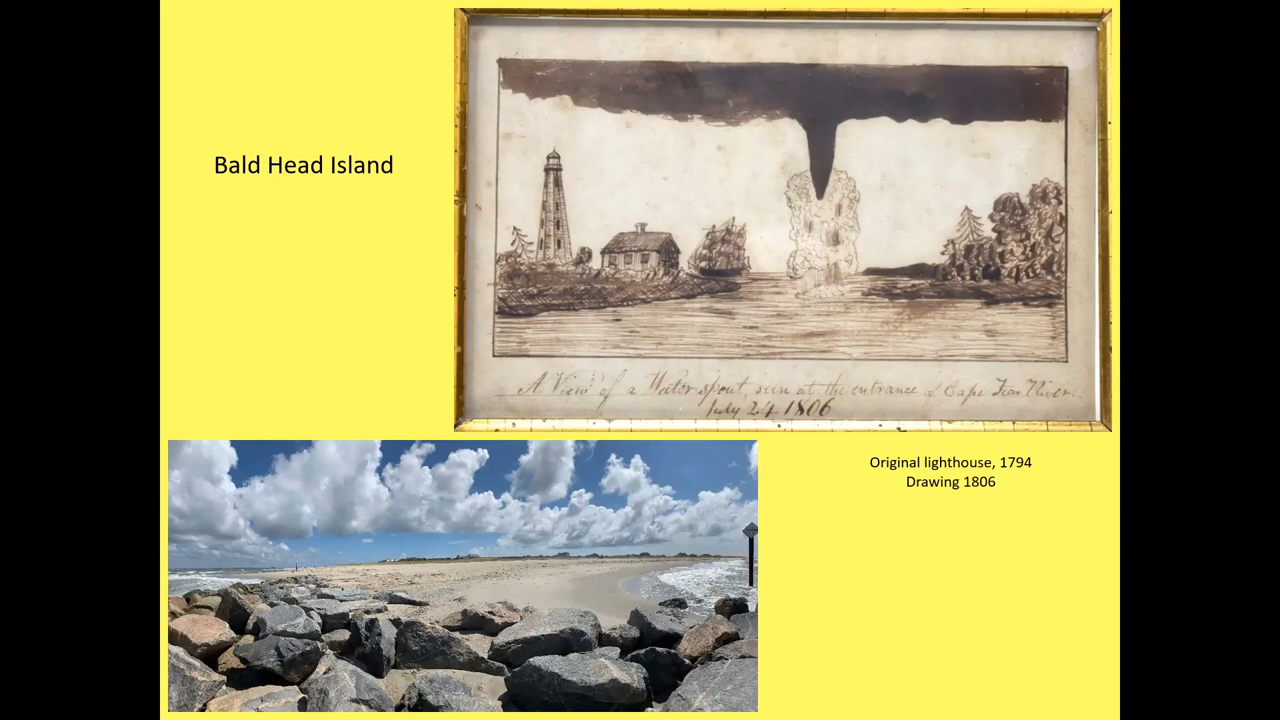 Bald Head Island
A View of a Water spout, seen at the entrance of Cape Fear River.
July 24 1806
Original lighthouse, 1794
Drawing 1806